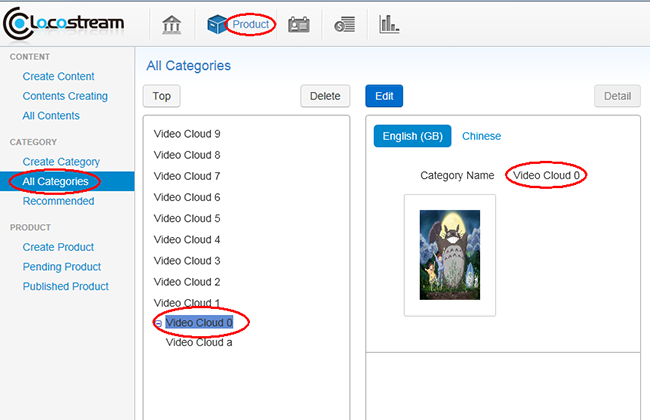 Locostream
Product
CONTENT
Create Content
Contents Creating
All Contents
CATEGORY
Create Category
All Categories
Recommended
PRODUCT
Create Product
Pending Product
Published Product
All Categories
Top
Delete
Video Cloud 9
Video Cloud 8
Video Cloud 7
Video Cloud 6
Video Cloud 5
Video Cloud 4
Video Cloud 3
Video Cloud 2
Video Cloud 1
Video Cloud 0
Video Cloud a
Edit
Detail
English (GB) Chinese
Category Name Video Cloud 0